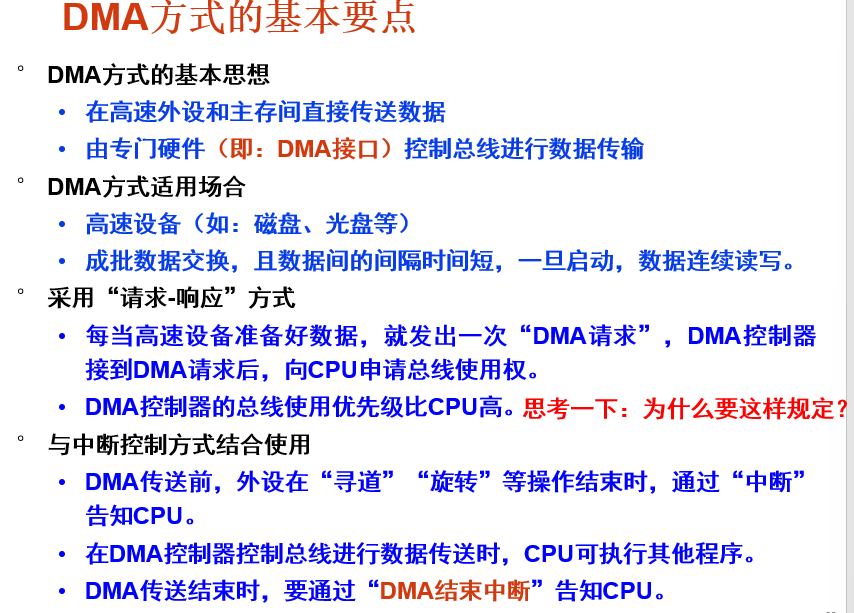 DMA方式的基本要点
° DMA方式的基本思想
• 在高速外设和主存间直接传送数据
• 由专门硬件（即：DMA接口）控制总线进行数据传输
° DMA方式适用场合
• 高速设备（如：磁盘、光盘等）
• 成批数据交换，且数据间的间隔时间短，一旦启动，数据连续读写。
° 采用“请求-响应”方式
• 每当高速设备准备好数据，就发出一次“DMA请求”，DMA控制器
接到DMA请求后，向CPU申请总线使用权。
• DMA控制器的总线使用优先级比CPU高。思考一下：为什么要这样规定？
° 与中断控制方式结合使用
• DMA传送前，外设在“寻道”“旋转”等操作结束时，通过“中断”
告知CPU。
• 在DMA控制器控制总线进行数据传送时，CPU可执行其他程序。
• DMA传送结束时，要通过“DMA结束中断”告知CPU。